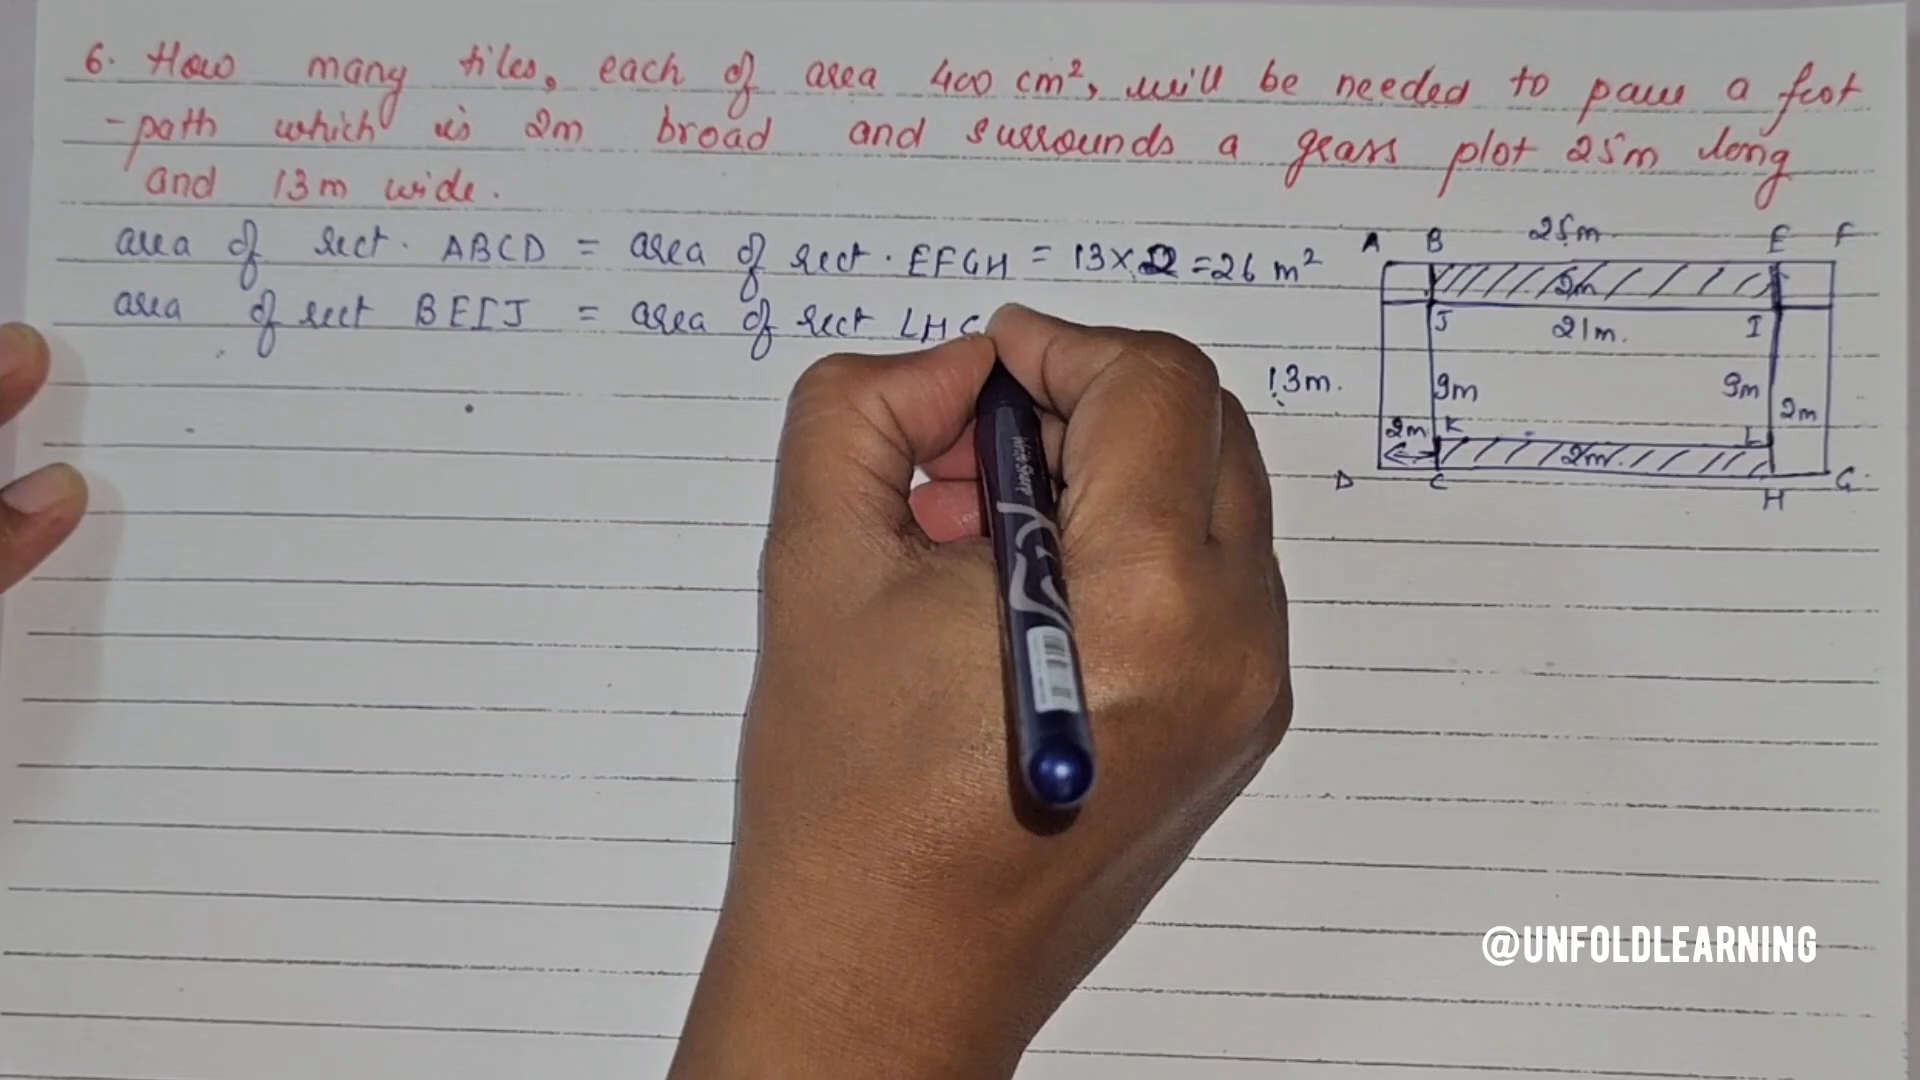 6. How many tiles, each of area 400 cm², will be needed to pave a foot
-path which is 2m broad and surrounds a grass plot 25m long
and 13m wide.
area of rect. ABCD = area of rect. EFGH = 13×2 = 26 m²
area of rect BEIJ = area of rect LHC
A B 25m E F
2m
J 21m. I
13m. 9m 9m 2m
2m K L
2m.
D C H G
@UNFOLDLEARNING